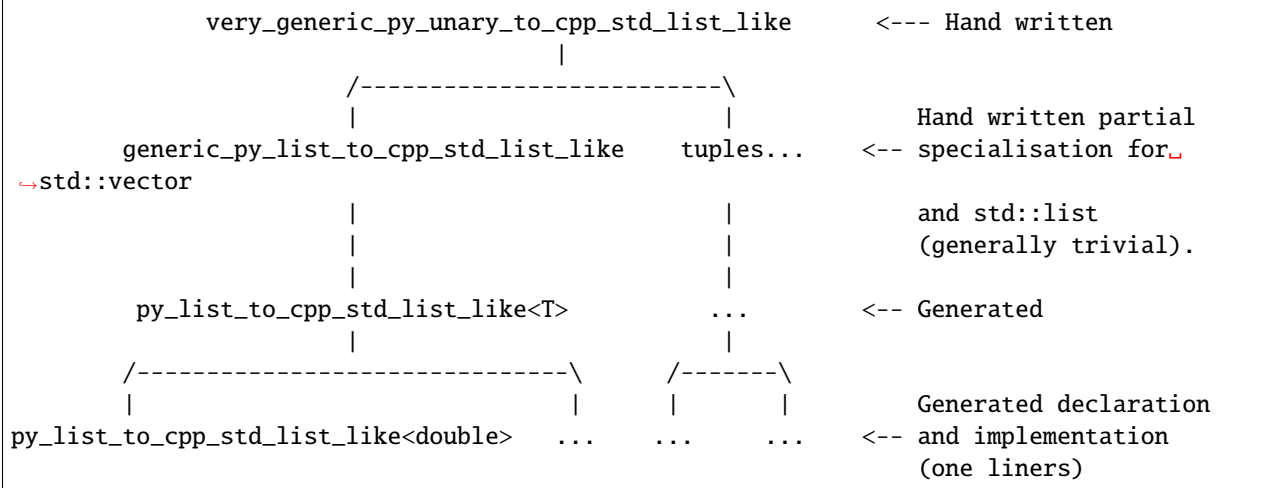 very_generic_py_unary_to_cpp_std_list_like <--- Hand written
|
/--------------------------\
| | Hand written partial
generic_py_list_to_cpp_std_list_like tuples... <-- specialisation for␣
↪std::vector
| | and std::list
| | (generally trivial).
| |
py_list_to_cpp_std_list_like<T> ... <-- Generated
| |
/-------------------------------\ /-------\
| | | | Generated declaration
py_list_to_cpp_std_list_like<double> ... ... ... <-- and implementation
(one liners)